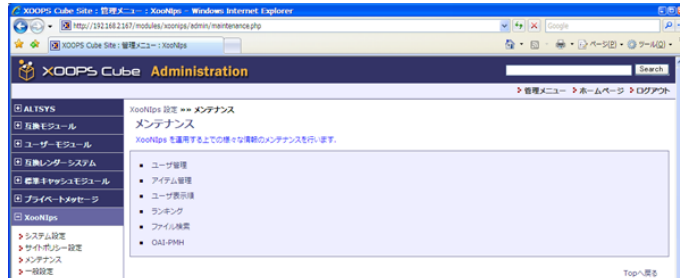 XOOPS Cube Site : 管理メニュー : XooNIps - Windows Internet Explorer
http://192.168.2.167/modules/xoonips/admin/maintenance.php
Google
XOOPS Cube Site : 管理メニュー : XooNIps
ページ(P)
ツール(O)
XOOPS Cube Administration
Search
管理メニュー
ホームページ
ログアウト
ALTSYS
互換モジュール
ユーザーモジュール
互換レンダーシステム
標準キャッシュモジュール
プライベートメッセージ
XooNIps
システム設定
サイトポリシー設定
メンテナンス
一般設定
XooNIps 設定 »» メンテナンス
メンテナンス
XooNIps を運用する上での様々な情報のメンテナンスを行います.
ユーザ管理
アイテム管理
ユーザ表示順
ランキング
ファイル検索
OAI-PMH
Topへ戻る